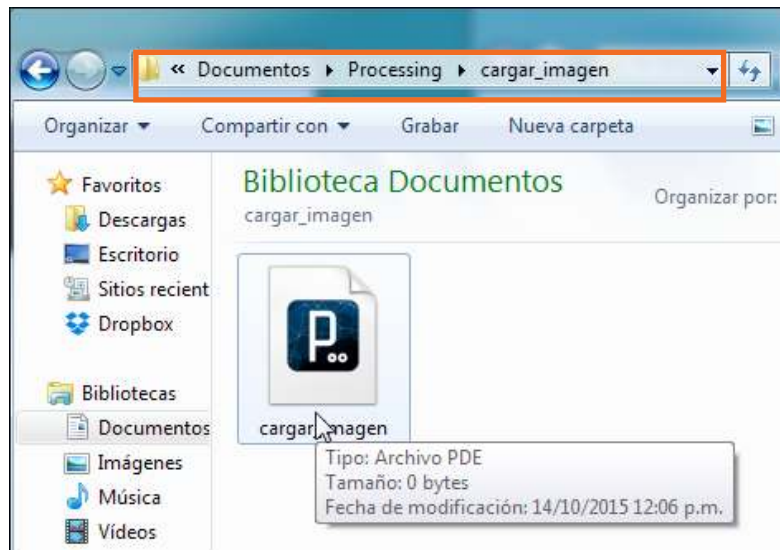 « Documentos ▸ Processing ▸ cargar_imagen
Organizar Compartir con Grabar Nueva carpeta
Favoritos
Descargas
Escritorio
Sitios recient
Dropbox
Bibliotecas
Documentos
Imágenes
Música
Vídeos
Biblioteca Documentos
cargar_imagen
Organizar por:
P
cargar_imagen
Tipo: Archivo PDE
Tamaño: 0 bytes
Fecha de modificación: 14/10/2015 12:06 p.m.